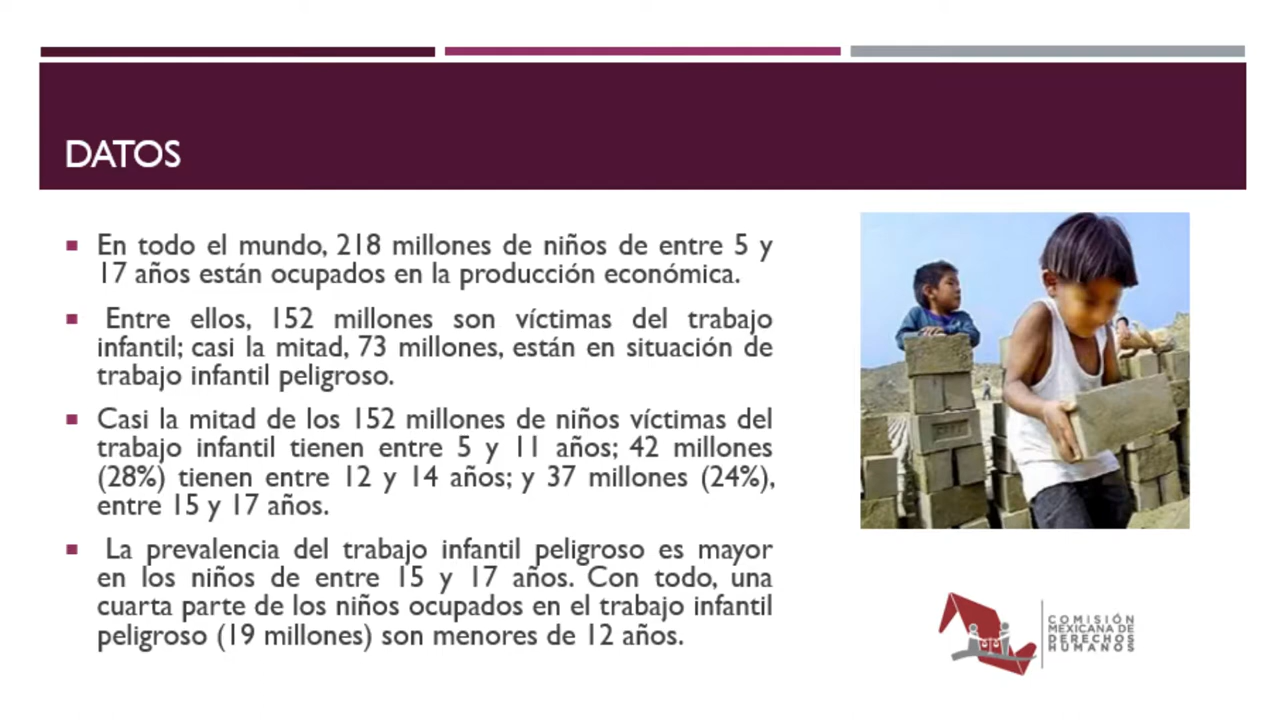 DATOS
En todo el mundo, 218 millones de niños de entre 5 y
17 años están ocupados en la producción económica.
Entre ellos, 152 millones son víctimas del trabajo
infantil; casi la mitad, 73 millones, están en situación de
trabajo infantil peligroso.
Casi la mitad de los 152 millones de niños víctimas del
trabajo infantil tienen entre 5 y 11 años; 42 millones
(28%) tienen entre 12 y 14 años; y 37 millones (24%),
entre 15 y 17 años.
La prevalencia del trabajo infantil peligroso es mayor
en los niños de entre 15 y 17 años. Con todo, una
cuarta parte de los niños ocupados en el trabajo infantil
peligroso (19 millones) son menores de 12 años.
COMISIÓN
MEXICANA DE
DERECHOS
HUMANOS